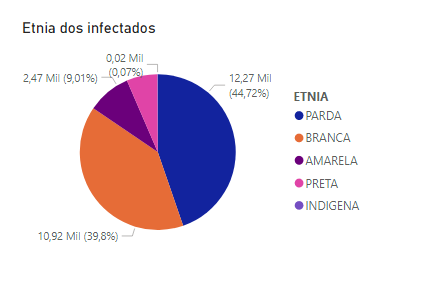 Etnia dos infectados
0,02 Mil
(0,07%)
2,47 Mil (9,01%)
12,27 Mil
(44,72%)
10,92 Mil (39,8%)
ETNIA
PARDA
BRANCA
AMARELA
PRETA
INDIGENA